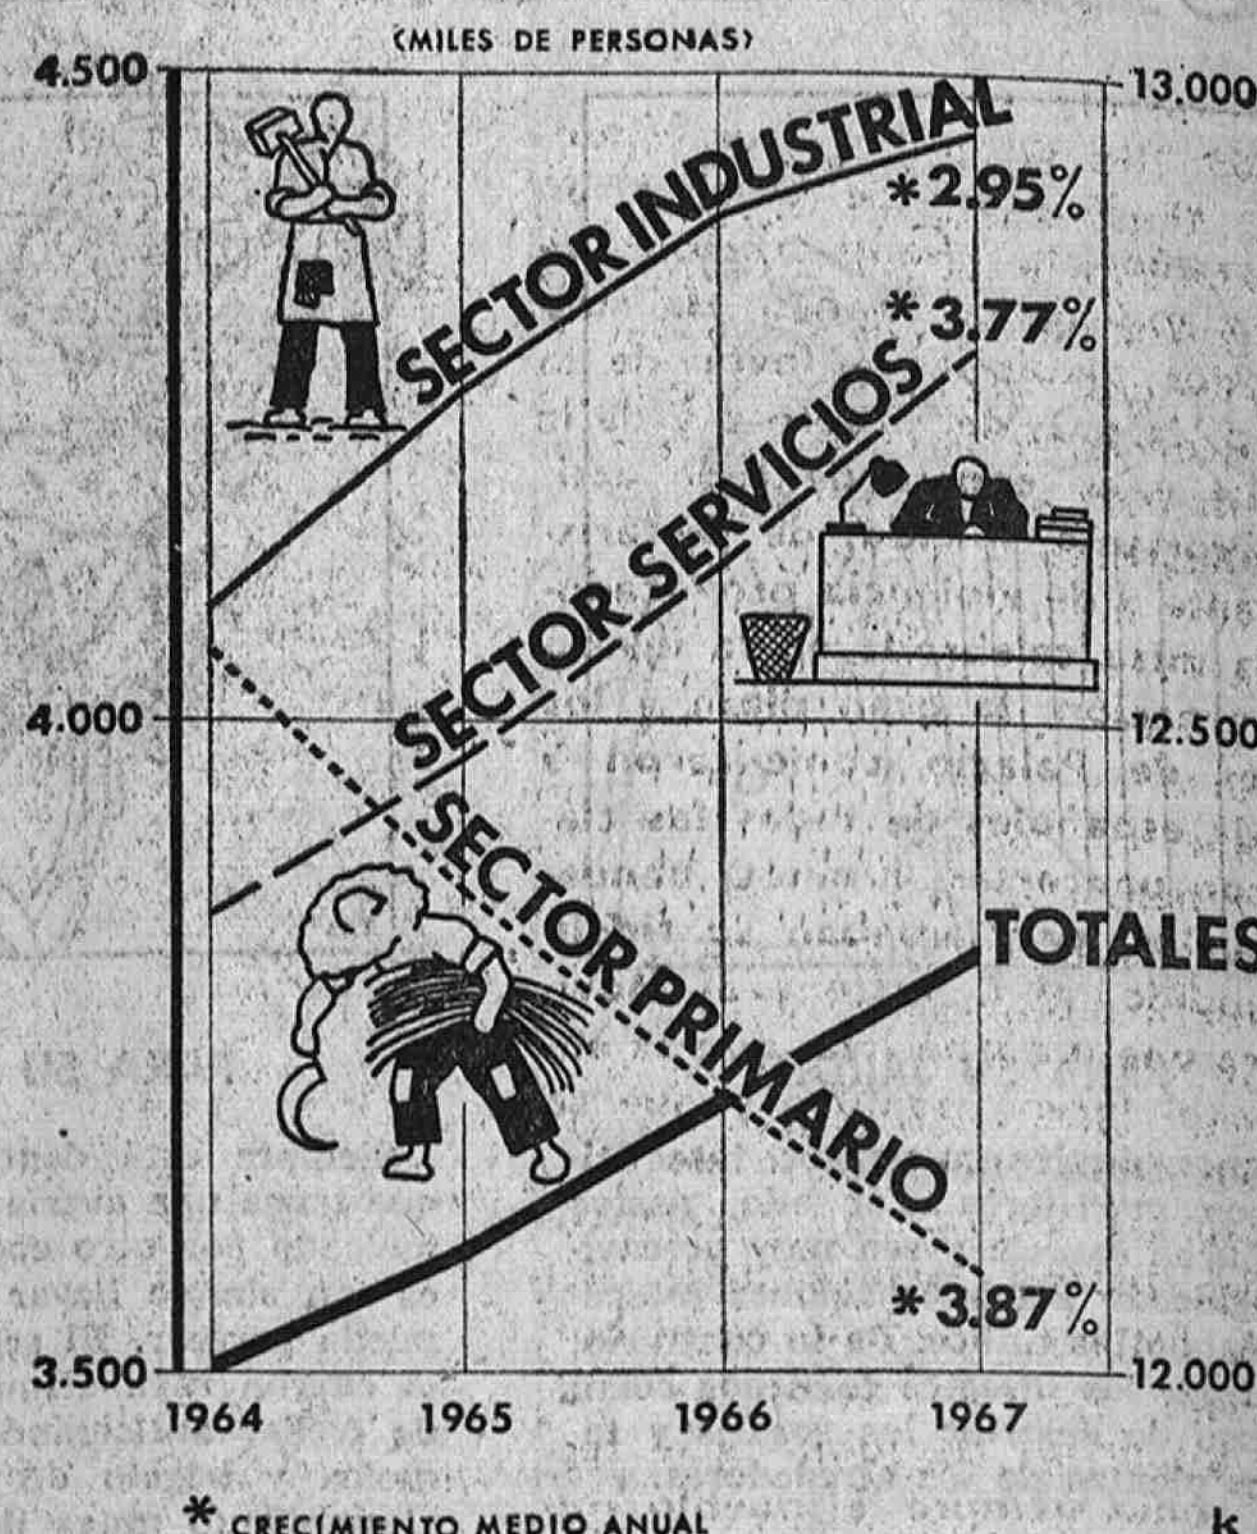 (MILES DE PERSONAS)
4.500
13.000
SECTOR INDUSTRIAL
* 2.95%
* 3.77%
SECTOR SERVICIOS
4.000
12.500
SECTOR PRIMARIO
TOTALES
* 3.87%
3.500
12.000
1964 1965 1966 1967
* CRECIMIENTO MEDIO ANUAL